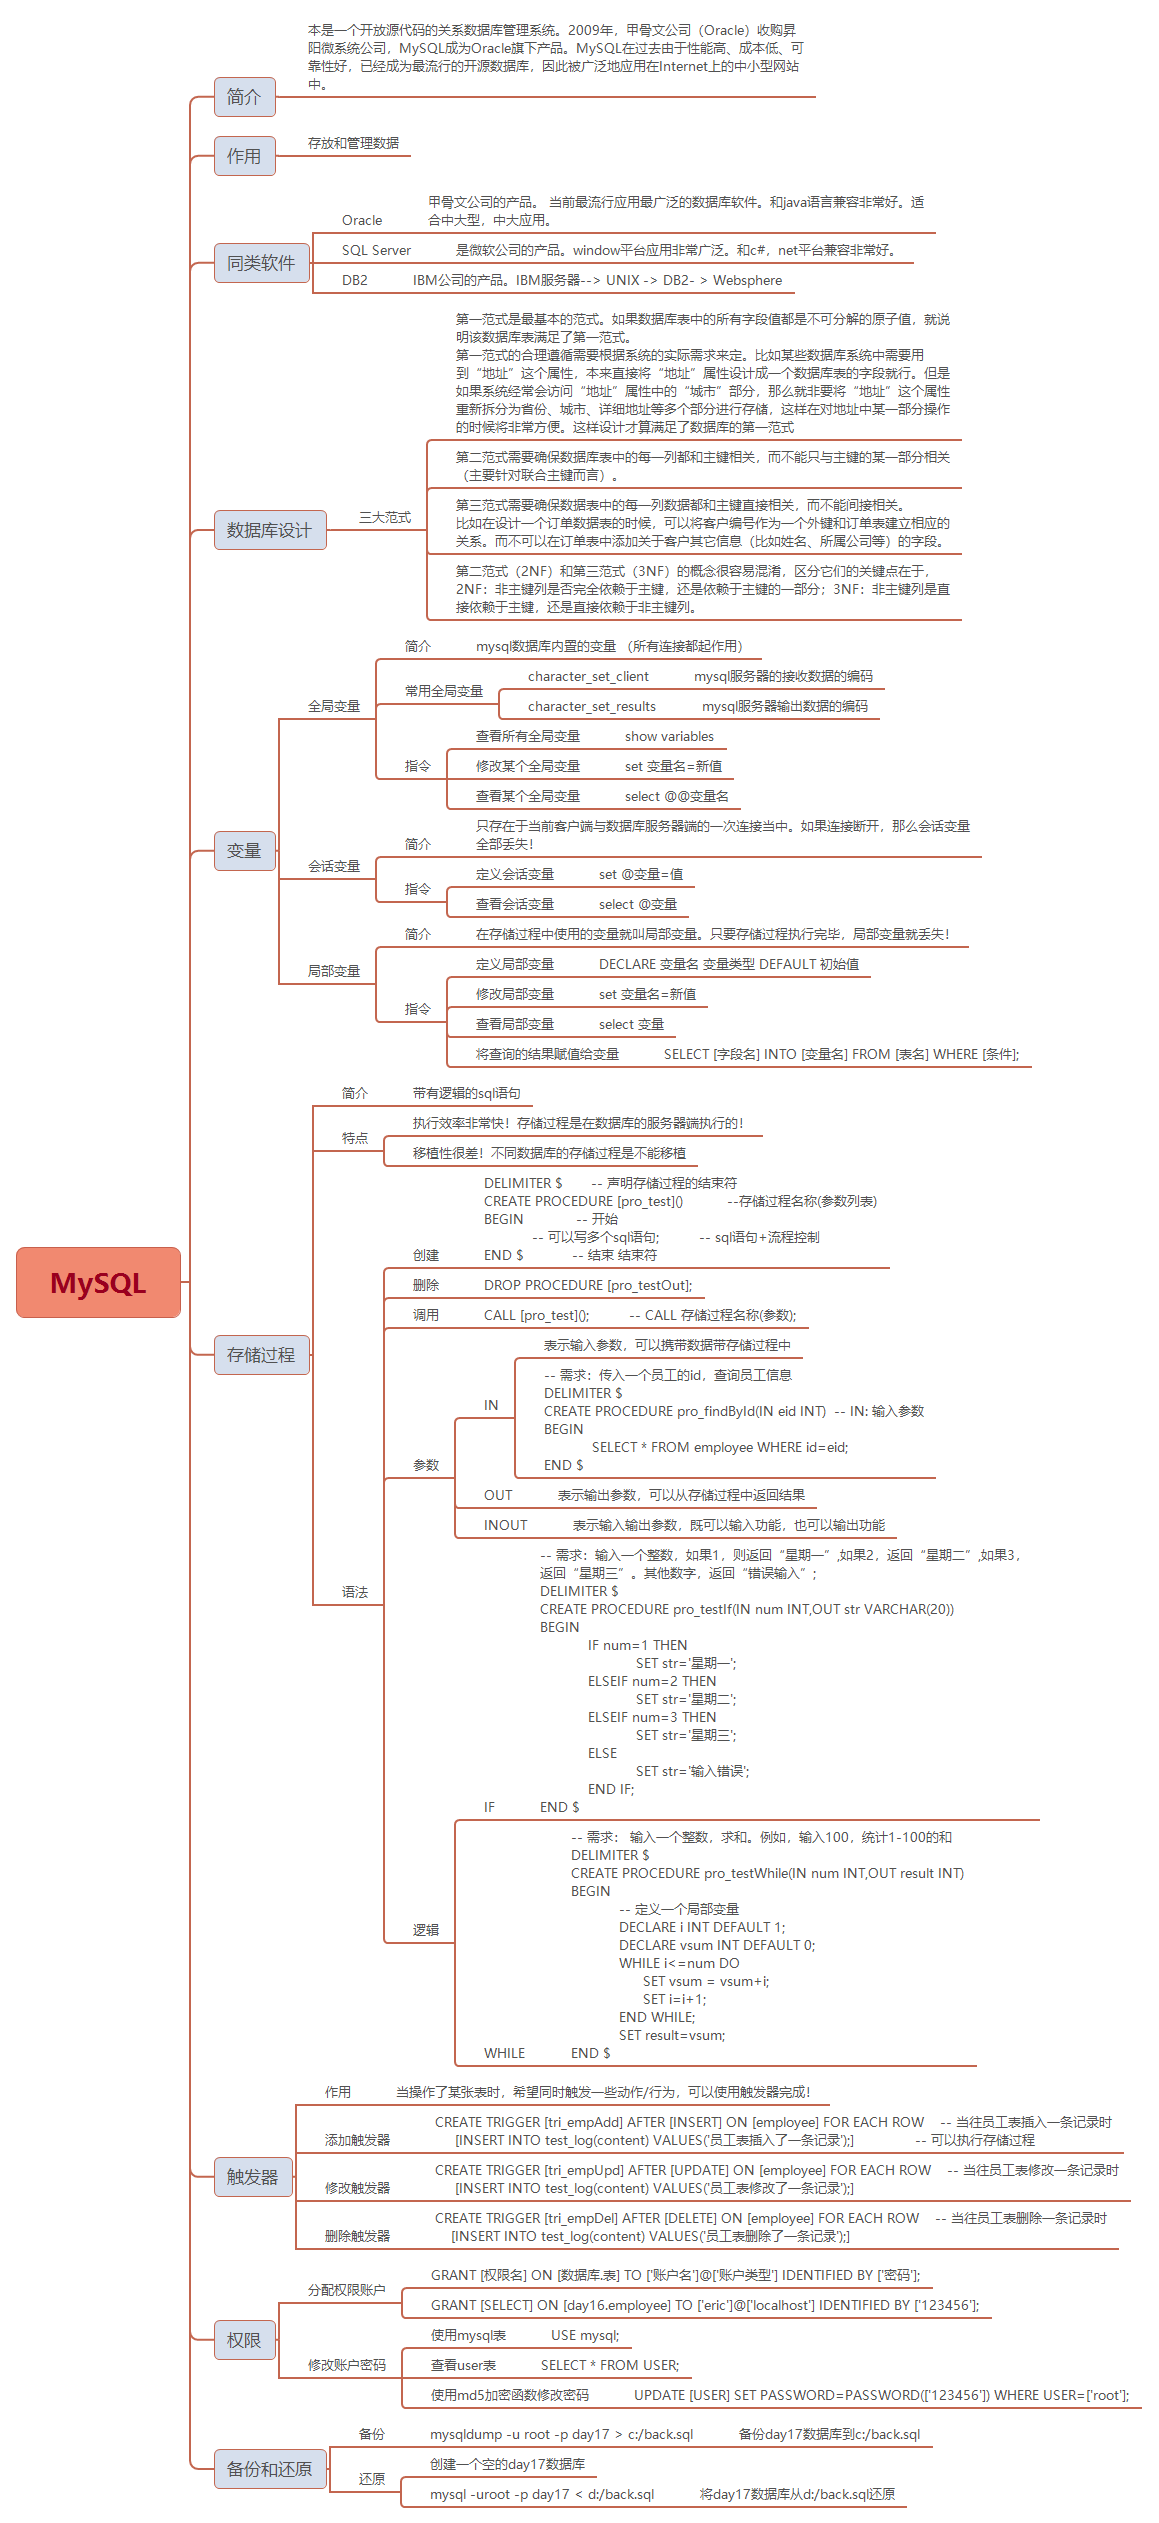 本是一个开放源代码的关系数据库管理系统。2009年，甲骨文公司（Oracle）收购昇
阳微系统公司，MySQL成为Oracle旗下产品。MySQL在过去由于性能高、成本低、可
靠性好，已经成为最流行的开源数据库，因此被广泛地应用在Internet上的中小型网站
中。
简介
作用
存放和管理数据
同类软件
Oracle
甲骨文公司的产品。 当前最流行应用最广泛的数据库软件。和java语言兼容非常好。适
合中大型，中大应用。
SQL Server
是微软公司的产品。window平台应用非常广泛。和c#，net平台兼容非常好。
DB2
IBM公司的产品。IBM服务器--> UNIX -> DB2- > Websphere
数据库设计
三大范式
第一范式是最基本的范式。如果数据库表中的所有字段值都是不可分解的原子值，就说
明该数据库表满足了第一范式。
第一范式的合理遵循需要根据系统的实际需求来定。比如某些数据库系统中需要用
到“地址”这个属性，本来直接将“地址”属性设计成一个数据库表的字段就行。但是
如果系统经常会访问“地址”属性中的“城市”部分，那么就非要将“地址”这个属性
重新拆分为省份、城市、详细地址等多个部分进行存储，这样在对地址中某一部分操作
的时候将非常方便。这样设计才算满足了数据库的第一范式
第二范式需要确保数据库表中的每一列都和主键相关，而不能只与主键的某一部分相关
（主要针对联合主键而言）。
第三范式需要确保数据表中的每一列数据都和主键直接相关，而不能间接相关。
比如在设计一个订单数据表的时候，可以将客户编号作为一个外键和订单表建立相应的
关系。而不可以在订单表中添加关于客户其它信息（比如姓名、所属公司等）的字段。
第二范式（2NF）和第三范式（3NF）的概念很容易混淆，区分它们的关键点在于，
2NF：非主键列是否完全依赖于主键，还是依赖于主键的一部分；3NF：非主键列是直
接依赖于主键，还是直接依赖于非主键列。
变量
全局变量
简介
mysql数据库内置的变量 （所有连接都起作用）
常用全局变量
character_set_client
mysql服务器的接收数据的编码
character_set_results
mysql服务器输出数据的编码
指令
查看所有全局变量
show variables
修改某个全局变量
set 变量名=新值
查看某个全局变量
select @@变量名
会话变量
简介
只存在于当前客户端与数据库服务器端的一次连接当中。如果连接断开，那么会话变量
全部丢失！
指令
定义会话变量
set @变量=值
查看会话变量
select @变量
局部变量
简介
在存储过程中使用的变量就叫局部变量。只要存储过程执行完毕，局部变量就丢失！
指令
定义局部变量
DECLARE 变量名 变量类型 DEFAULT 初始值
修改局部变量
set 变量名=新值
查看局部变量
select 变量
将查询的结果赋值给变量
SELECT [字段名] INTO [变量名] FROM [表名] WHERE [条件];
MySQL
存储过程
简介
带有逻辑的sql语句
特点
执行效率非常快！存储过程是在数据库的服务器端执行的！
移植性很差！不同数据库的存储过程是不能移植
语法
创建
DELIMITER $ -- 声明存储过程的结束符
CREATE PROCEDURE [pro_test]() --存储过程名称(参数列表)
BEGIN -- 开始
-- 可以写多个sql语句; -- sql语句+流程控制
END $ -- 结束 结束符
删除
DROP PROCEDURE [pro_testOut];
调用
CALL [pro_test](); -- CALL 存储过程名称(参数);
参数
IN
表示输入参数，可以携带数据带存储过程中
-- 需求：传入一个员工的id，查询员工信息
DELIMITER $
CREATE PROCEDURE pro_findById(IN eid INT) -- IN: 输入参数
BEGIN
SELECT * FROM employee WHERE id=eid;
END $
OUT
表示输出参数，可以从存储过程中返回结果
INOUT
表示输入输出参数，既可以输入功能，也可以输出功能
逻辑
IF
-- 需求：输入一个整数，如果1，则返回“星期一”,如果2，返回“星期二”,如果3，
返回“星期三”。其他数字，返回“错误输入”;
DELIMITER $
CREATE PROCEDURE pro_testIf(IN num INT,OUT str VARCHAR(20))
BEGIN
IF num=1 THEN
SET str='星期一';
ELSEIF num=2 THEN
SET str='星期二';
ELSEIF num=3 THEN
SET str='星期三';
ELSE
SET str='输入错误';
END IF;
END $
WHILE
-- 需求： 输入一个整数，求和。例如，输入100，统计1-100的和
DELIMITER $
CREATE PROCEDURE pro_testWhile(IN num INT,OUT result INT)
BEGIN
-- 定义一个局部变量
DECLARE i INT DEFAULT 1;
DECLARE vsum INT DEFAULT 0;
WHILE i<=num DO
SET vsum = vsum+i;
SET i=i+1;
END WHILE;
SET result=vsum;
END $
触发器
作用
当操作了某张表时，希望同时触发一些动作/行为，可以使用触发器完成！
添加触发器
CREATE TRIGGER [tri_empAdd] AFTER [INSERT] ON [employee] FOR EACH ROW -- 当往员工表插入一条记录时
[INSERT INTO test_log(content) VALUES('员工表插入了一条记录');] -- 可以执行存储过程
修改触发器
CREATE TRIGGER [tri_empUpd] AFTER [UPDATE] ON [employee] FOR EACH ROW -- 当往员工表修改一条记录时
[INSERT INTO test_log(content) VALUES('员工表修改了一条记录');]
删除触发器
CREATE TRIGGER [tri_empDel] AFTER [DELETE] ON [employee] FOR EACH ROW -- 当往员工表删除一条记录时
[INSERT INTO test_log(content) VALUES('员工表删除了一条记录');]
权限
分配权限账户
GRANT [权限名] ON [数据库.表] TO ['账户名']@['账户类型'] IDENTIFIED BY ['密码'];
GRANT [SELECT] ON [day16.employee] TO ['eric']@['localhost'] IDENTIFIED BY ['123456'];
修改账户密码
使用mysql表
USE mysql;
查看user表
SELECT * FROM USER;
使用md5加密函数修改密码
UPDATE [USER] SET PASSWORD=PASSWORD(['123456']) WHERE USER=['root'];
备份和还原
备份
mysqldump -u root -p day17 > c:/back.sql
备份day17数据库到c:/back.sql
还原
创建一个空的day17数据库
mysql -uroot -p day17 < d:/back.sql
将day17数据库从d:/back.sql还原